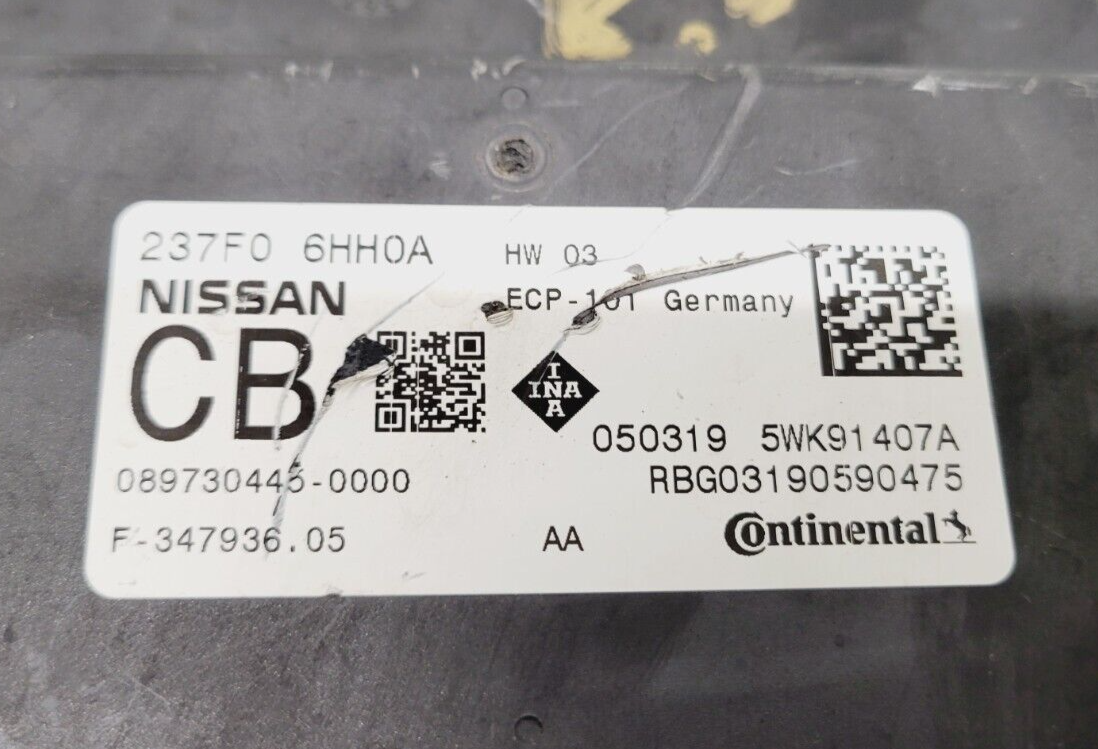 237F0 6HH0A HW 03
NISSAN ECP-101 Germany
CB
INA
INA
050319 5WK91407A
089730445-0000 RBG03190590475
F-347936.05 AA Continental